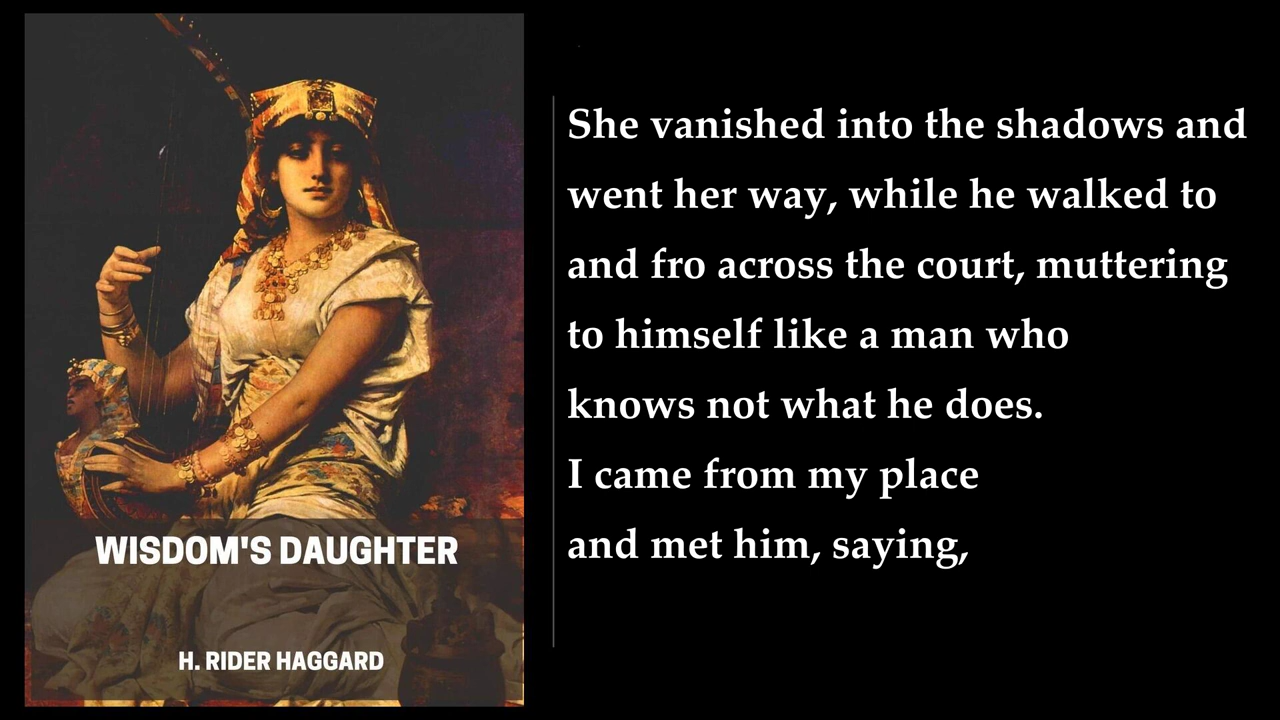 WISDOM'S DAUGHTER
H. RIDER HAGGARD
She vanished into the shadows and
went her way, while he walked to
and fro across the court, muttering
to himself like a man who
knows not what he does.
I came from my place
and met him, saying,